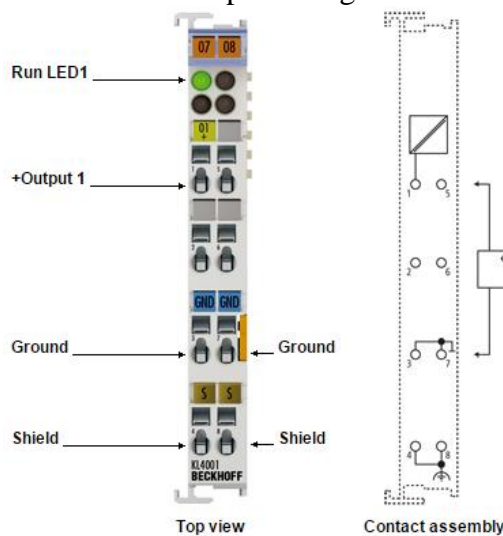 07 08
Run LED1
01
+
+Output 1
1 5
1 5
2 6
2 6
GND GND
3 7
3 7
Ground
Ground
S S
Shield
Shield
4 8
4 8
KL4001
BECKHOFF
Top view
Contact assembly